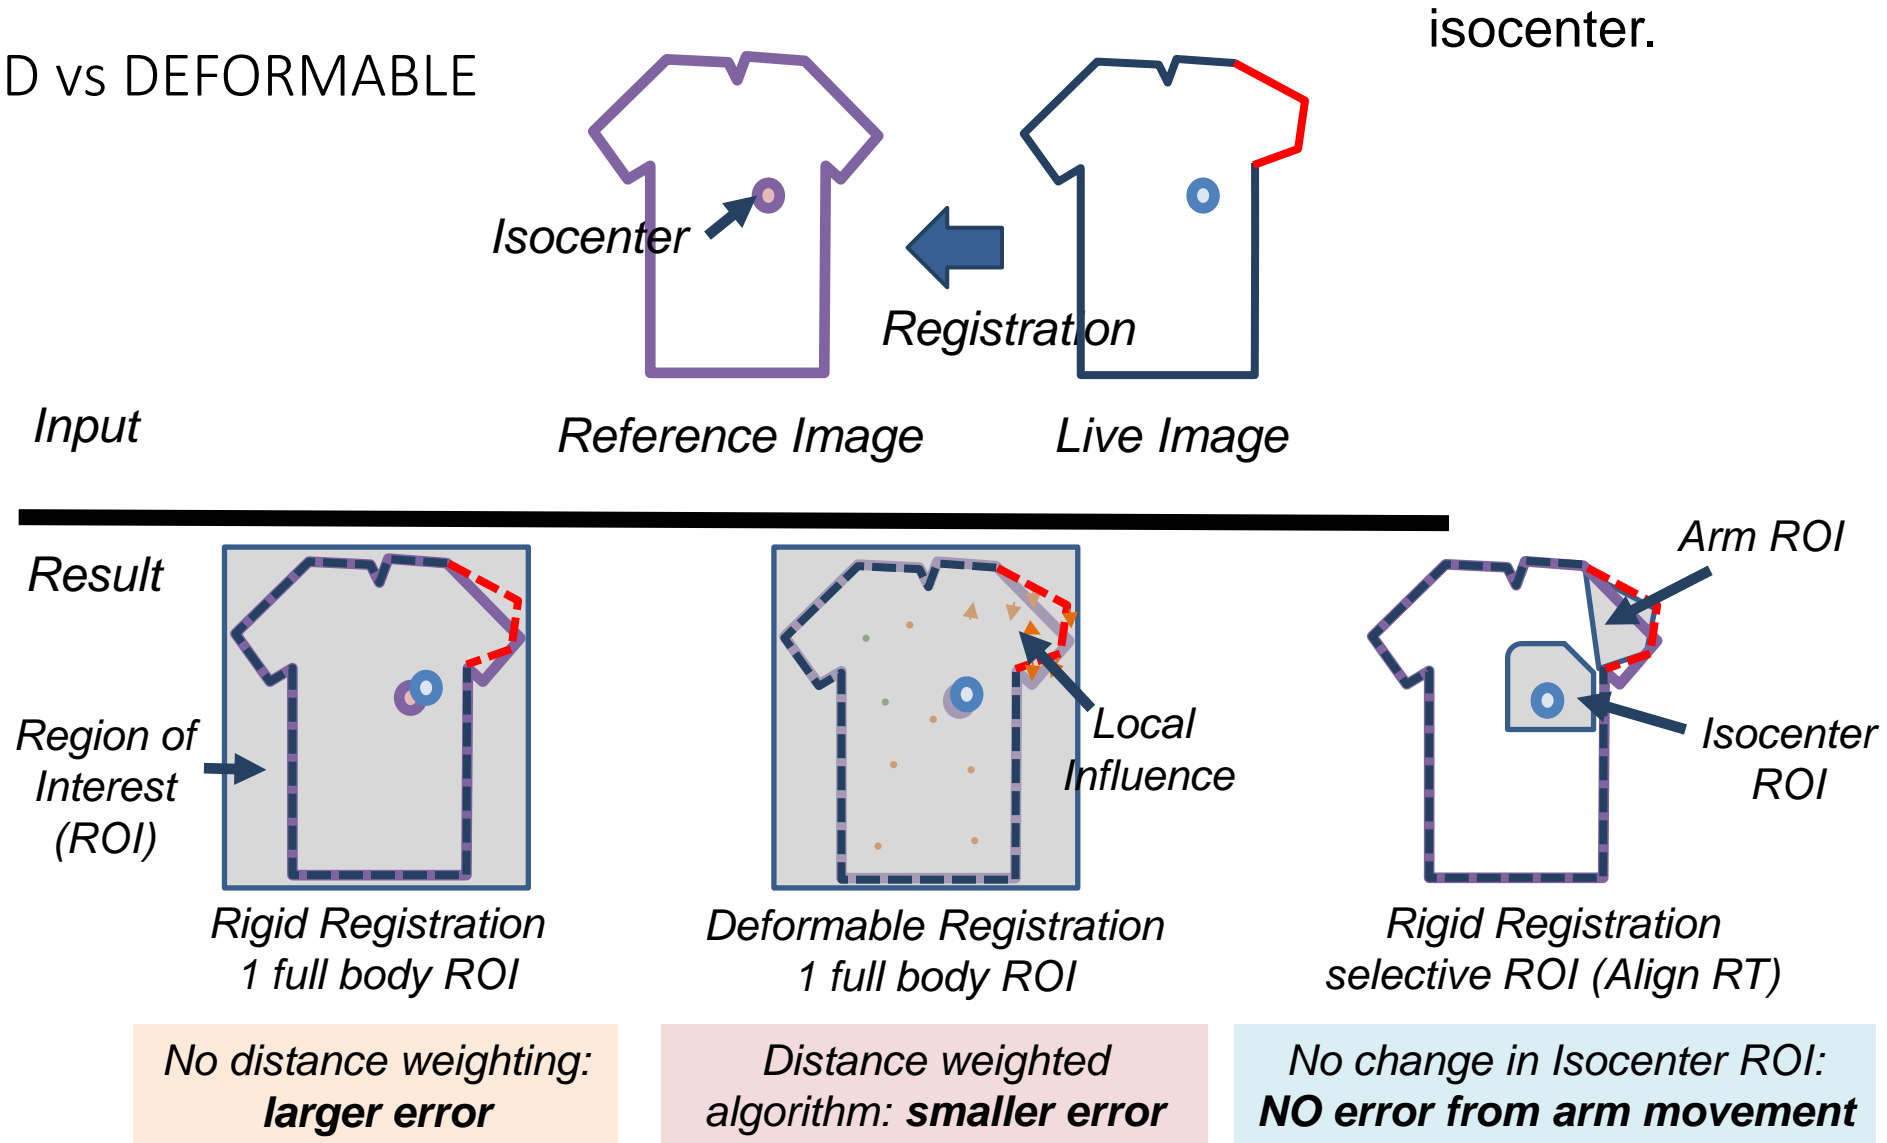 isocenter.
D vs DEFORMABLE
Isocenter
Registration
Input
Reference Image
Live Image
Result
Arm ROI
Region of
Interest
(ROI)
Local
Influence
Isocenter
ROI
Rigid Registration
1 full body ROI
Deformable Registration
1 full body ROI
Rigid Registration
selective ROI (Align RT)
No distance weighting:
larger error
Distance weighted
algorithm: smaller error
No change in Isocenter ROI:
NO error from arm movement